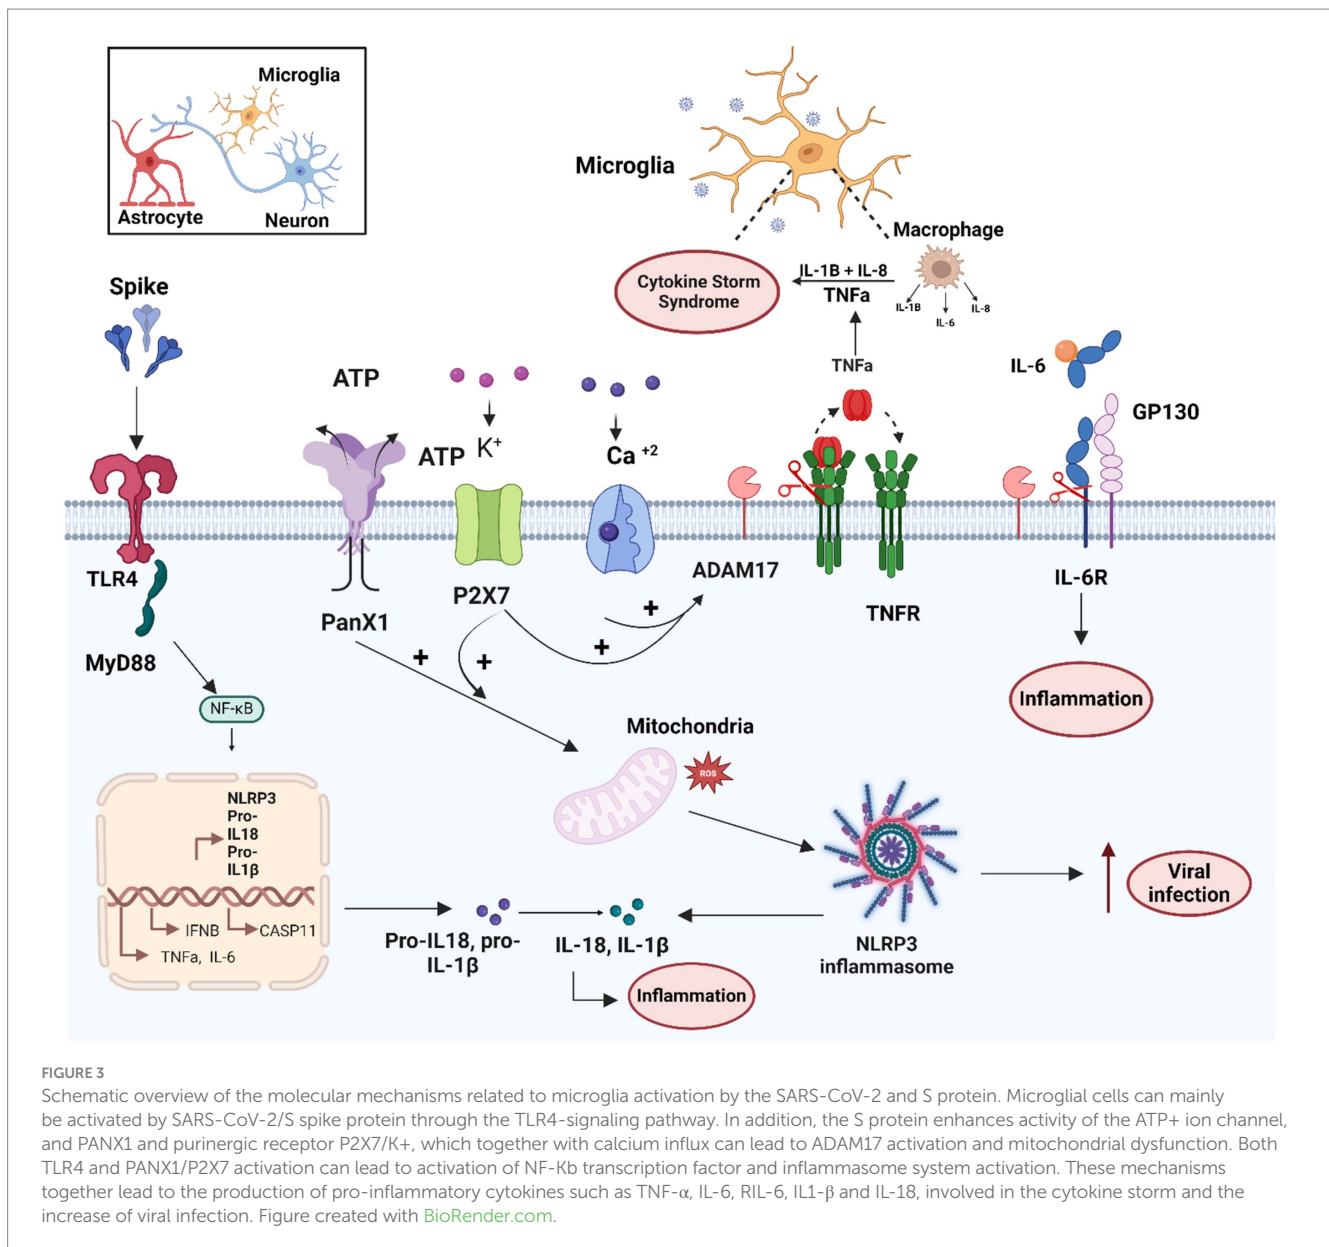 Microglia
Astrocyte
Neuron
Microglia
Macrophage
Cytokine Storm
Syndrome
IL-1B + IL-8
TNFa
IL-1B
IL-6
IL-8
TNFa
Spike
ATP
ATP
K+
Ca +2
IL-6
GP130
TLR4
MyD88
PanX1
P2X7
ADAM17
TNFR
IL-6R
+
+
+
+
Inflammation
NF-κB
Mitochondria
ROS
NLRP3
Pro-
IL18
Pro-
IL1β
IFNB
CASP11
TNFa, IL-6
Pro-IL18, pro-
IL-1β
IL-18, IL-1β
Inflammation
NLRP3
inflammasome
Viral
infection
FIGURE 3
Schematic overview of the molecular mechanisms related to microglia activation by the SARS-CoV-2 and S protein. Microglial cells can mainly
be activated by SARS-CoV-2/S spike protein through the TLR4-signaling pathway. In addition, the S protein enhances activity of the ATP+ ion channel,
and PANX1 and purinergic receptor P2X7/K+, which together with calcium influx can lead to ADAM17 activation and mitochondrial dysfunction. Both
TLR4 and PANX1/P2X7 activation can lead to activation of NF-Kb transcription factor and inflammasome system activation. These mechanisms
together lead to the production of pro-inflammatory cytokines such as TNF-α, IL-6, RIL-6, IL1-β and IL-18, involved in the cytokine storm and the
increase of viral infection. Figure created with BioRender.com.